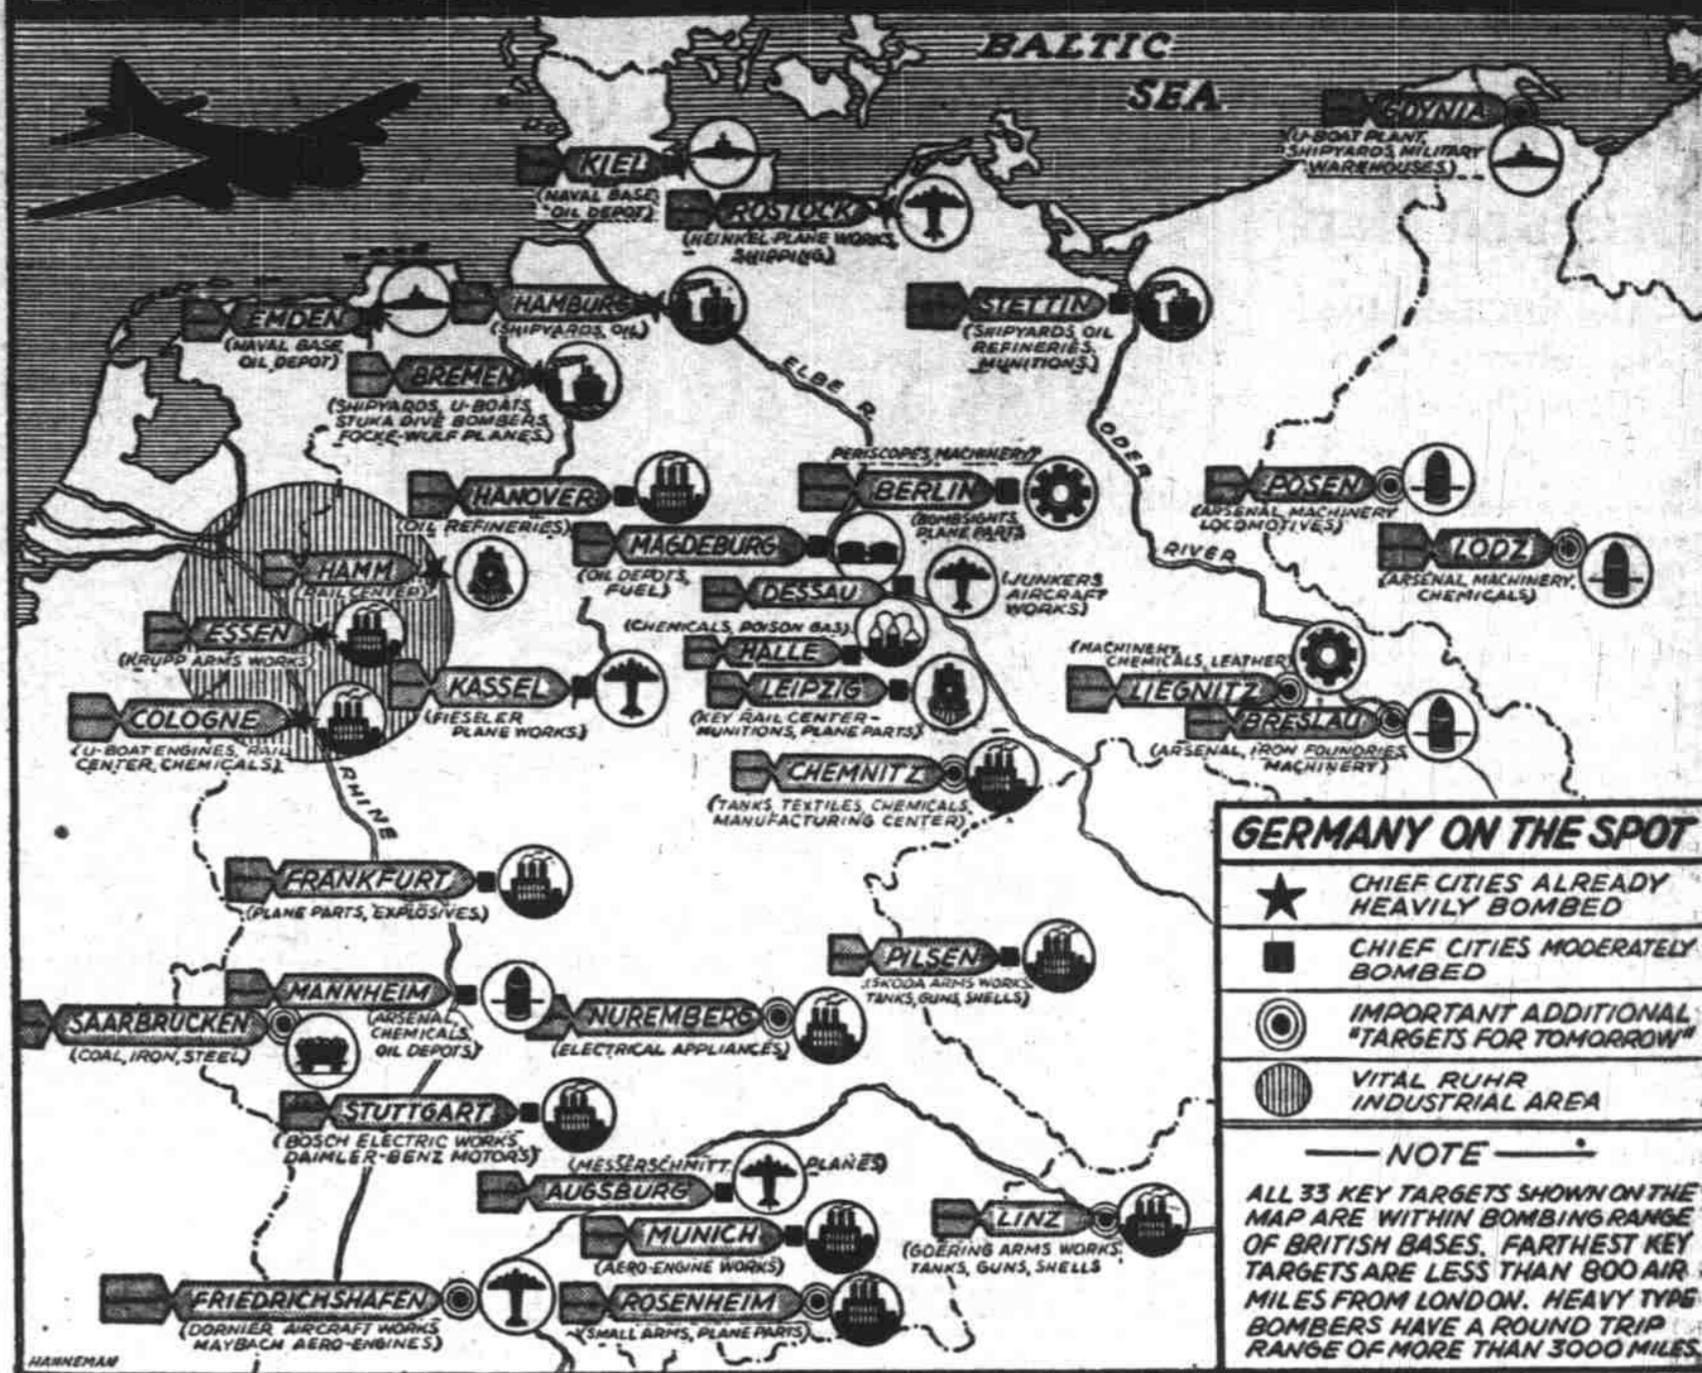 BALTIC
SEA
GDYNIA
(U-BOAT PLANT,
SHIPYARDS, MILITARY
WAREHOUSES)
KIEL
(NAVAL BASE,
OIL DEPOT)
ROSTOCK
(HEINKEL PLANE WORKS,
SHIPPING)
EMDEN
(NAVAL BASE,
OIL DEPOT)
HAMBURG
(SHIPYARDS, OIL)
STETTIN
(SHIPYARDS, OIL
REFINERIES,
MUNITIONS)
BREMEN
(SHIPYARDS, U-BOATS,
STUKA DIVE BOMBERS,
FOCKE-WULF PLANES)
ELBE R.
ODER
RIVER
HANOVER
(OIL REFINERIES)
PERISCOPES, MACHINERY,
BERLIN
(BOMBSIGHTS,
PLANE PARTS
POSEN
(ARSENAL, MACHINERY
LOCOMOTIVES)
LODZ
(ARSENAL, MACHINERY,
CHEMICALS)
MAGDEBURG
(OIL DEPOTS,
FUEL)
HAMM
(RAIL CENTER)
DESSAU
(JUNKERS
AIRCRAFT
WORKS)
ESSEN
(KRUPP ARMS WORKS)
(CHEMICALS, POISON GAS)
HALLE
LEIPZIG
(KEY RAIL CENTER-
MUNITIONS, PLANE PARTS)
KASSEL
(FIESELER
PLANE WORKS)
COLOGNE
(U-BOAT ENGINES, RAIL
CENTER, CHEMICALS)
(MACHINERY,
CHEMICALS, LEATHER)
LIEGNITZ
BRESLAU
(ARSENAL, IRON FOUNDRIES,
MACHINERY)
CHEMNITZ
(TANKS, TEXTILES, CHEMICALS,
MANUFACTURING CENTER)
RHINE
FRANKFURT
(PLANE PARTS, EXPLOSIVES)
PILSEN
(SKODA ARMS WORKS,
TANKS, GUNS, SHELLS)
MANNHEIM
(ARSENAL,
CHEMICALS,
OIL DEPOTS)
SAARBRUCKEN
(COAL, IRON, STEEL)
NUREMBERG
(ELECTRICAL APPLIANCES)
STUTTGART
(BOSCH ELECTRIC WORKS,
DAIMLER-BENZ MOTORS)
(MESSERSCHMITT PLANES)
AUGSBURG
MUNICH
(AERO-ENGINE WORKS)
LINZ
(GOERING ARMS WORKS,
TANKS, GUNS, SHELLS
FRIEDRICHSHAFEN
(DORNIER AIRCRAFT WORKS
MAYBACH AERO-ENGINES)
ROSENHEIM
(SMALL ARMS, PLANE PARTS)
HANNEMAN
GERMANY ON THE SPOT
CHIEF CITIES ALREADY
HEAVILY BOMBED
CHIEF CITIES MODERATELY
BOMBED
IMPORTANT ADDITIONAL
"TARGETS FOR TOMORROW"
VITAL RUHR
INDUSTRIAL AREA
NOTE
ALL 33 KEY TARGETS SHOWN ON THE
MAP ARE WITHIN BOMBING RANGE
OF BRITISH BASES. FARTHEST KEY
TARGETS ARE LESS THAN 800 AIR
MILES FROM LONDON. HEAVY TYPE
BOMBERS HAVE A ROUND TRIP
RANGE OF MORE THAN 3000 MILES.